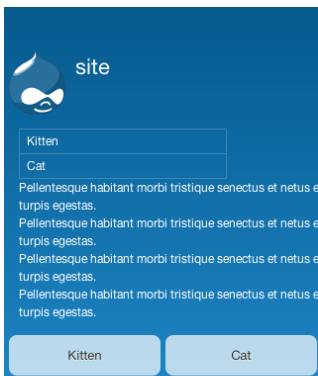 site
Kitten
Cat
Pellentesque habitant morbi tristique senectus et netus e
turpis egestas.
Pellentesque habitant morbi tristique senectus et netus e
turpis egestas.
Pellentesque habitant morbi tristique senectus et netus e
turpis egestas.
Pellentesque habitant morbi tristique senectus et netus e
turpis egestas.
Kitten
Cat